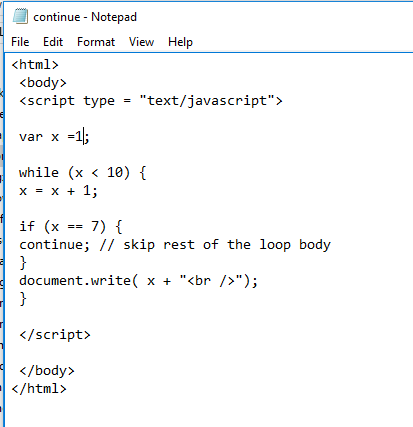 continue - Notepad
File Edit Format View Help
<html>
<body>
<script type = "text/javascript">
var x =1;
while (x < 10) {
x = x + 1;
if (x == 7) {
continue; // skip rest of the loop body
}
document.write( x + "<br />");
}
</script>
</body>
</html>